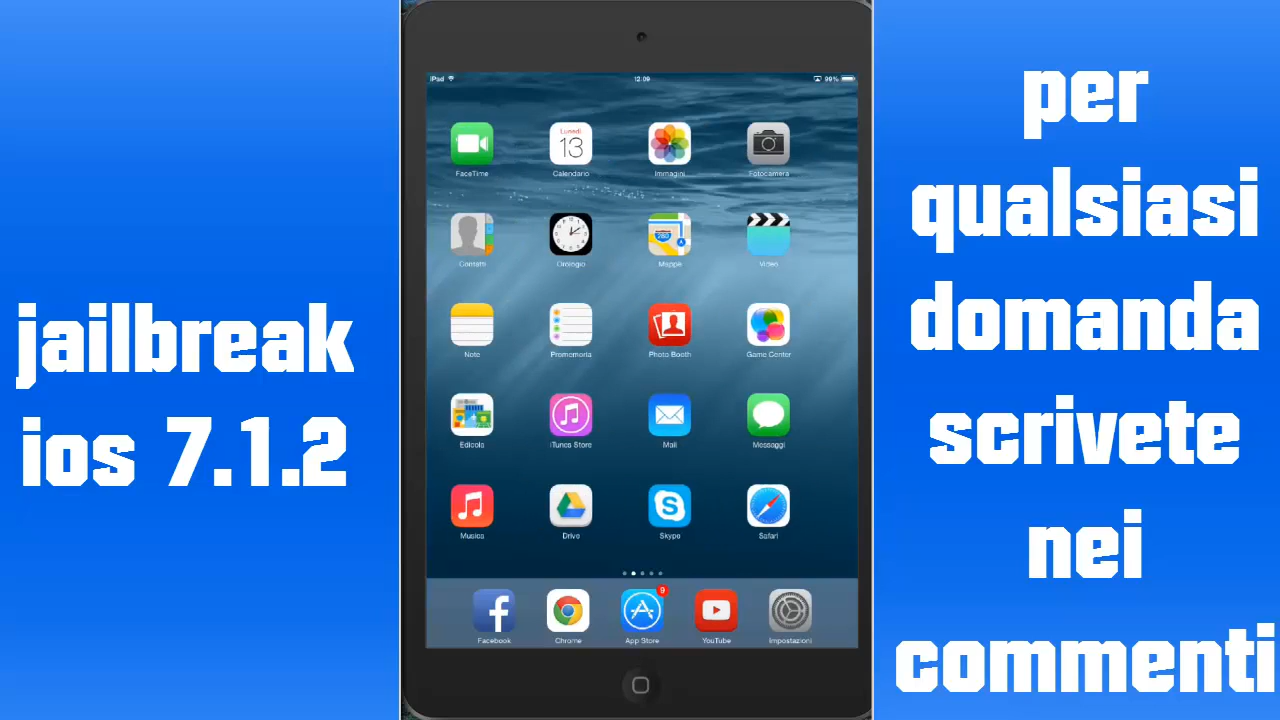 jailbreak
ios 7.1.2
iPad
12:09
99%
Lunedì
13
FaceTime
Calendario
Immagini
Fotocamera
280
Contatti
Orologio
Mappe
Video
Note
Promemoria
Photo Booth
Game Center
Edicola
iTunes Store
Mail
Messaggi
Musica
Drive
Skype
Safari
9
Facebook
Chrome
App Store
YouTube
Impostazioni
per
qualsiasi
domanda
scrivete
nei
commenti